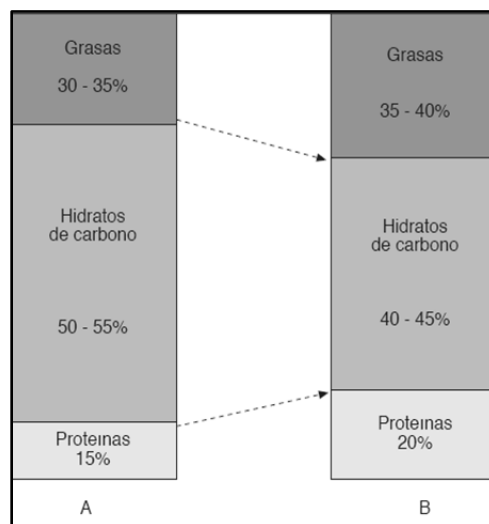 Grasas
30 - 35%
Hidratos
de carbono
50 - 55%
Proteínas
15%
A
Grasas
35 - 40%
Hidratos
de carbono
40 - 45%
Proteínas
20%
B